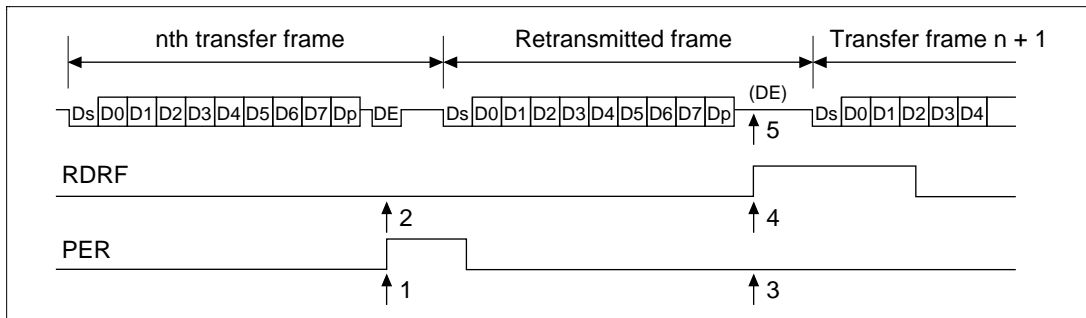 nth transfer frame Retransmitted frame Transfer frame n + 1
Ds D0 D1 D2 D3 D4 D5 D6 D7 Dp DE Ds D0 D1 D2 D3 D4 D5 D6 D7 Dp (DE) Ds D0 D1 D2 D3 D4
5
RDRF
2 4
PER
1 3